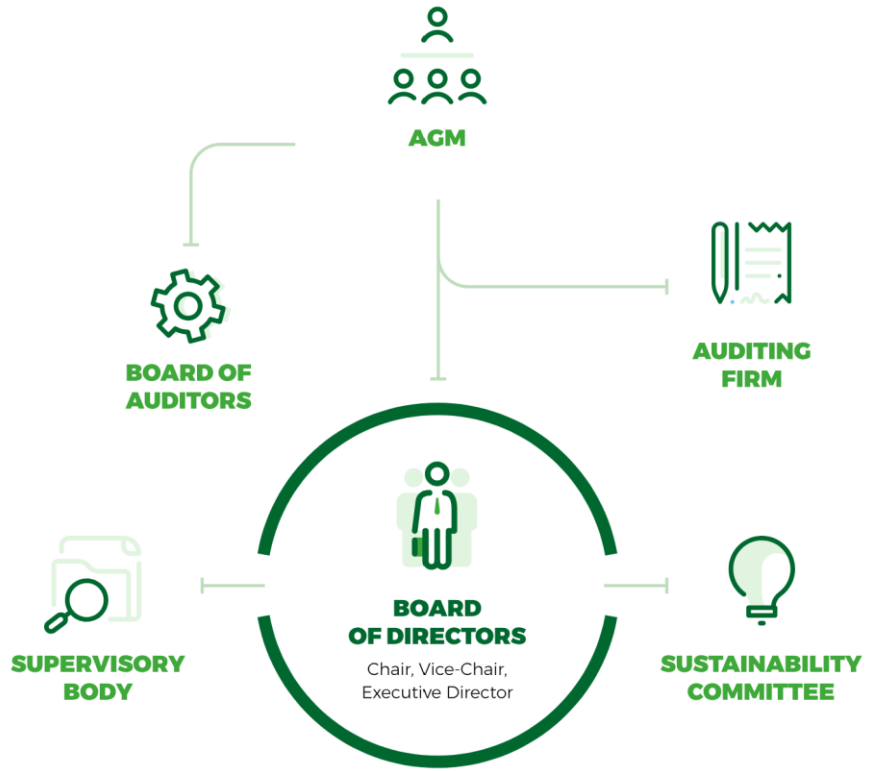 AGM
BOARD OF
AUDITORS
AUDITING
FIRM
BOARD
OF DIRECTORS
Chair, Vice-Chair,
Executive Director
SUPERVISORY
BODY
SUSTAINABILITY
COMMITTEE